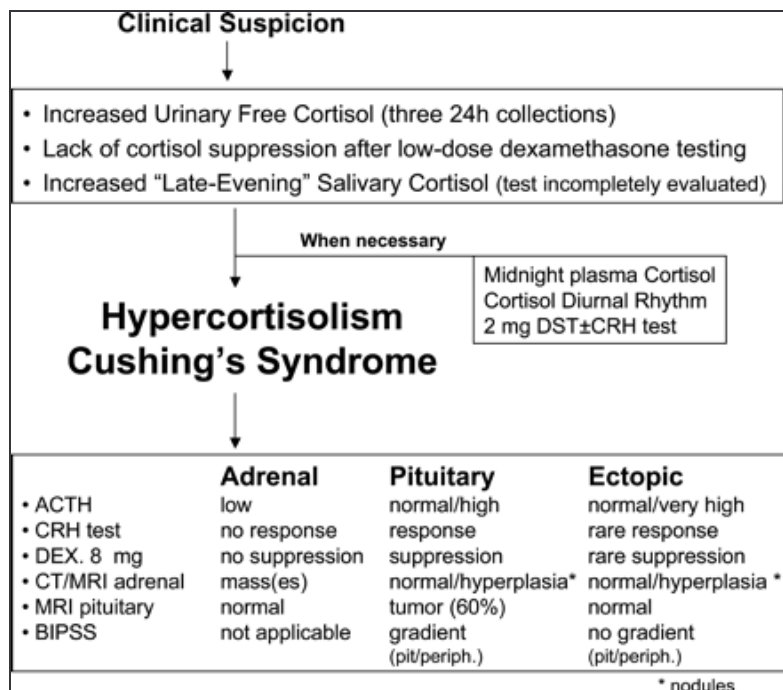 Clinical Suspicion
• Increased Urinary Free Cortisol (three 24h collections)
• Lack of cortisol suppression after low-dose dexamethasone testing
• Increased “Late-Evening” Salivary Cortisol (test incompletely evaluated)
When necessary
Midnight plasma Cortisol
Cortisol Diurnal Rhythm
2 mg DST±CRH test
Hypercortisolism
Cushing’s Syndrome
Adrenal Pituitary Ectopic
• ACTH low normal/high normal/very high
• CRH test no response response rare response
• DEX. 8 mg no suppression suppression rare suppression
• CT/MRI adrenal mass(es) normal/hyperplasia* normal/hyperplasia *
• MRI pituitary normal tumor (60%) normal
• BIPSS not applicable gradient no gradient
(pit/periph.) (pit/periph.)
* nodules